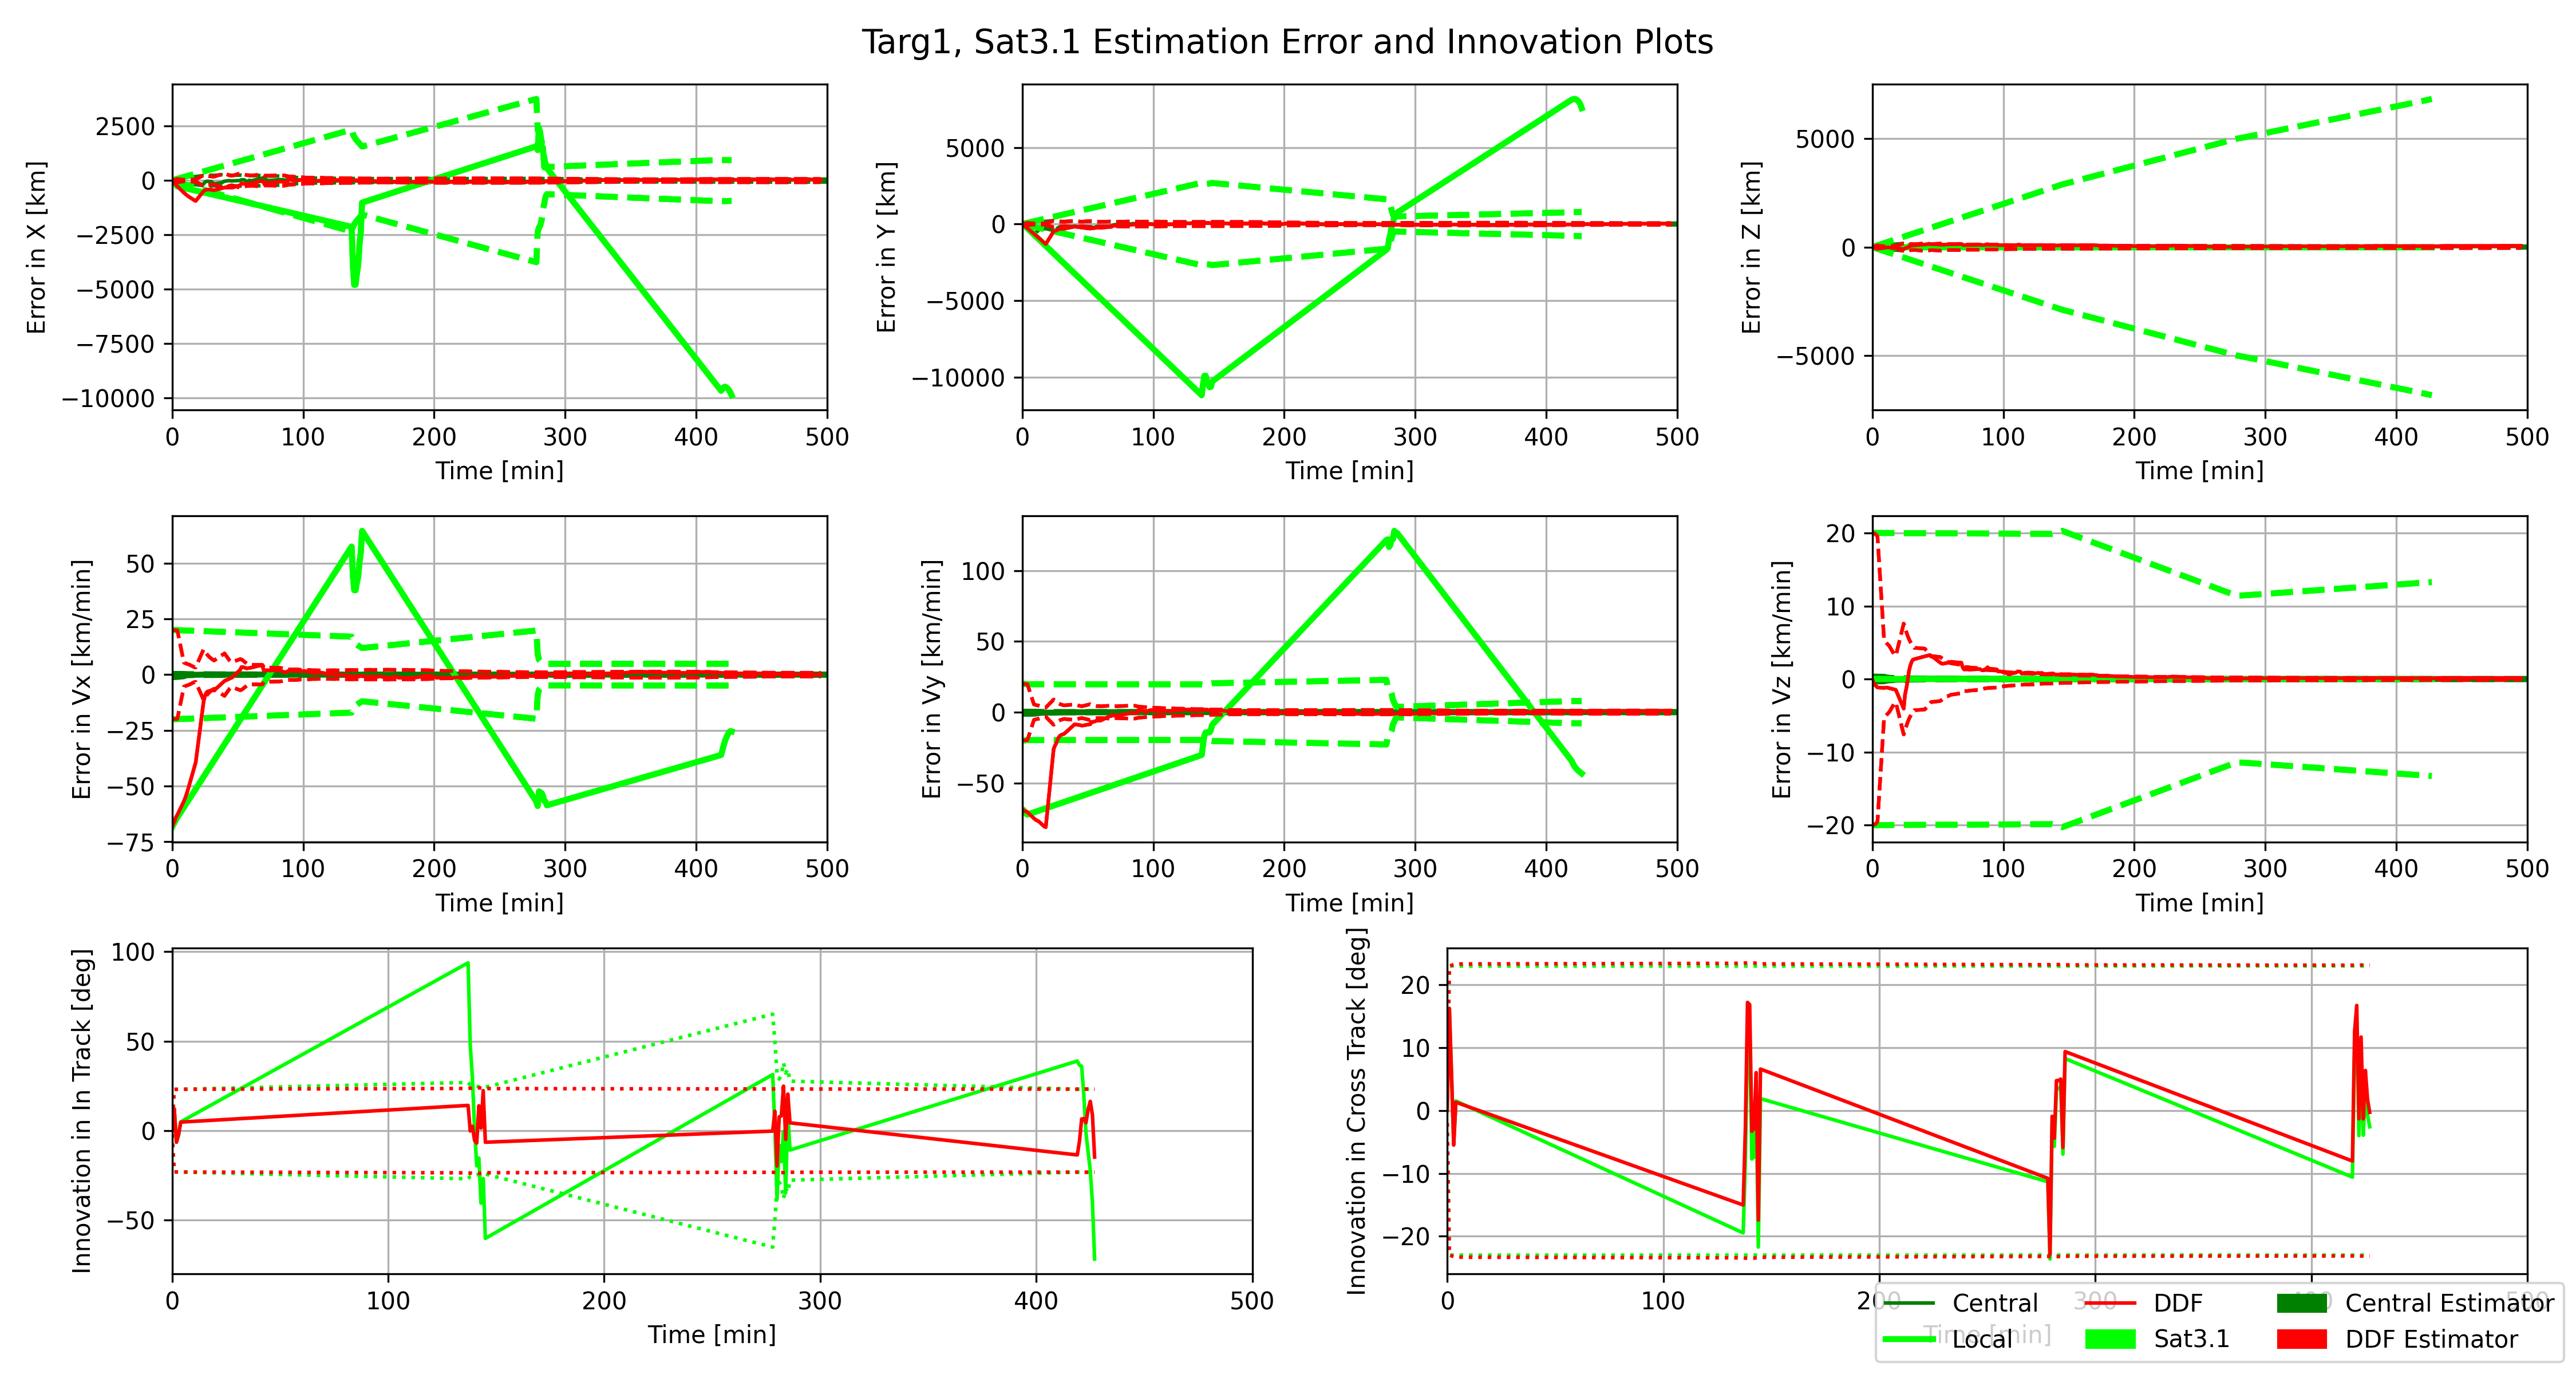 Targ1, Sat3.1 Estimation Error and Innovation Plots
Error in X [km]
2500
0
−2500
−5000
−7500
−10000
0 100 200 300 400 500
Time [min]
Error in Y [km]
5000
0
−5000
−10000
0 100 200 300 400 500
Time [min]
Error in Z [km]
5000
0
−5000
0 100 200 300 400 500
Time [min]
Error in Vx [km/min]
50
25
0
−25
−50
−75
0 100 200 300 400 500
Time [min]
Error in Vy [km/min]
100
50
0
−50
0 100 200 300 400 500
Time [min]
Error in Vz [km/min]
20
10
0
−10
−20
0 100 200 300 400 500
Time [min]
Innovation in In Track [deg]
100
50
0
−50
0 100 200 300 400 500
Time [min]
Innovation in Cross Track [deg]
20
10
0
−10
−20
0 100 200 300 400 500
Time [min]
Central DDF Central Estimator
Local Sat3.1 DDF Estimator